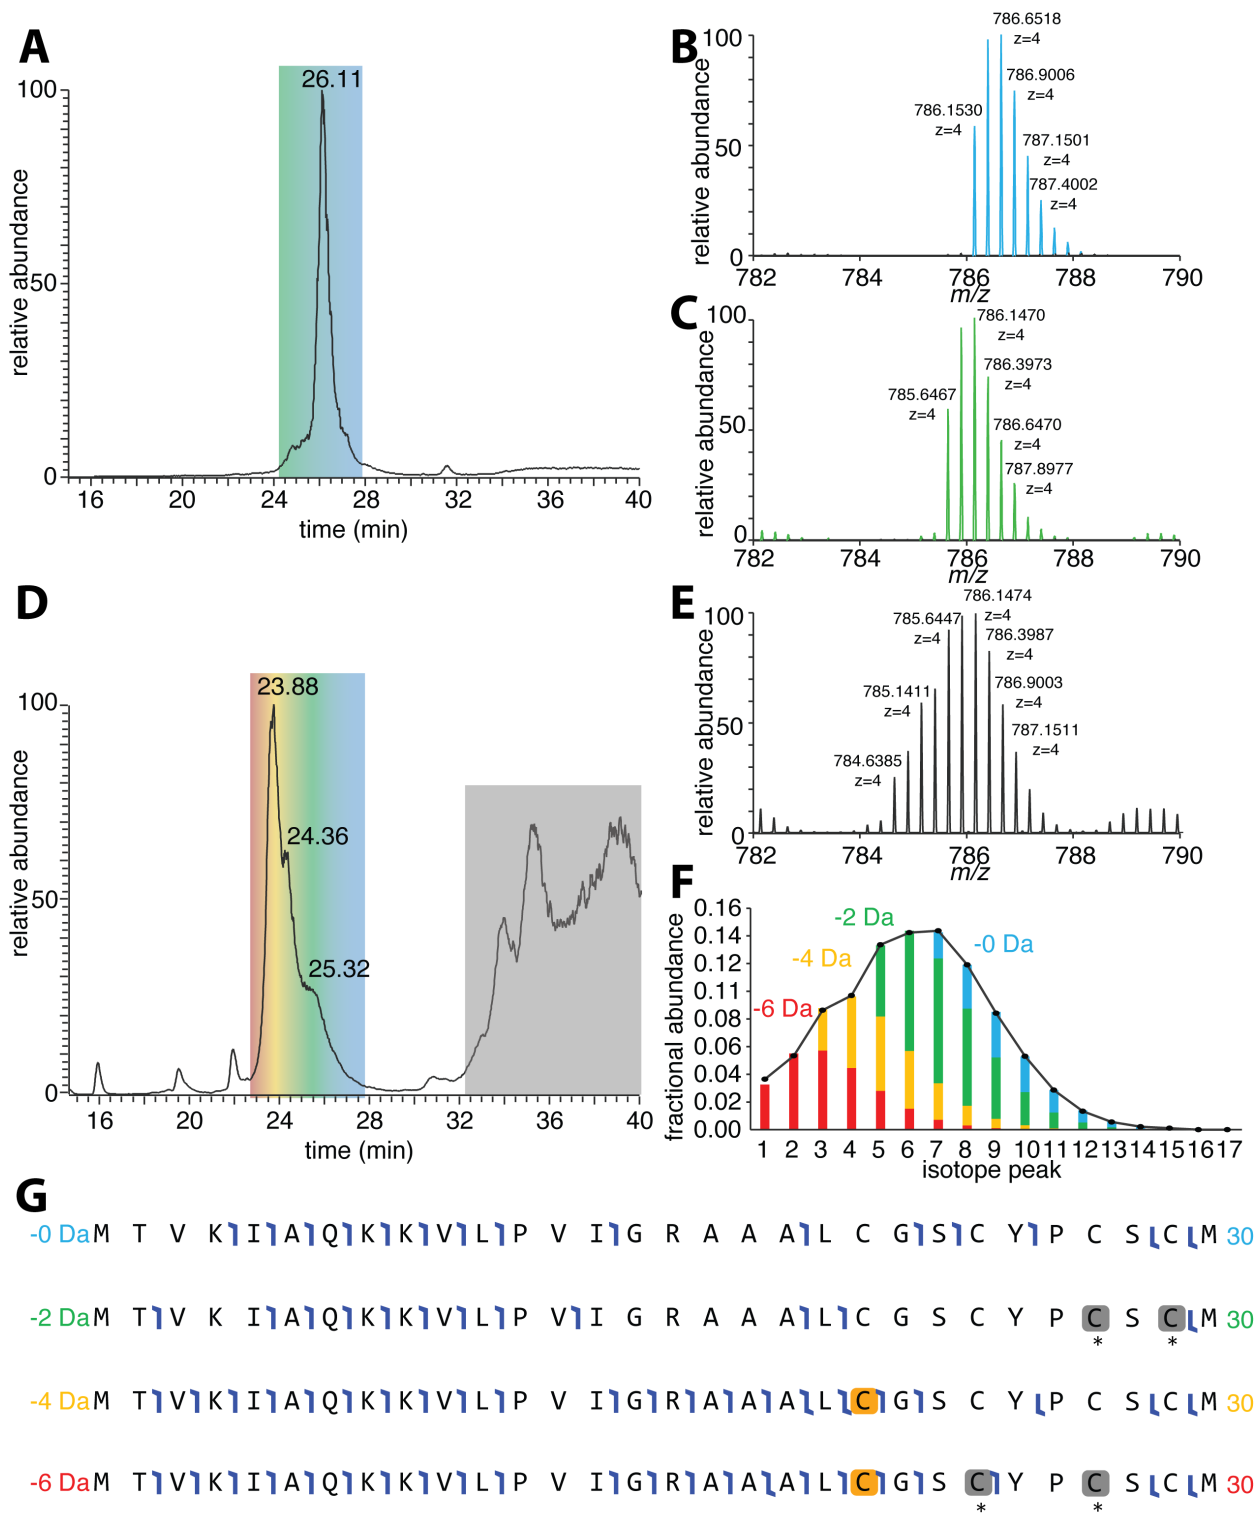 A
26.11
100
50
0
relative abundance
16 20 24 28 32 36 40
time (min)
B
786.6518
z=4
786.9006
z=4
786.1530
z=4
787.1501
z=4
787.4002
z=4
100
50
0
relative abundance
782 784 786 788 790
m/z
C
786.1470
z=4
786.3973
z=4
785.6467
z=4
786.6470
z=4
787.8977
z=4
100
50
0
relative abundance
782 784 786 788 790
m/z
D
23.88
24.36
25.32
100
50
0
relative abundance
16 20 24 28 32 36 40
time (min)
E
786.1474
z=4
785.6447
z=4
786.3987
z=4
785.1411
z=4
786.9003
z=4
787.1511
z=4
784.6385
z=4
100
50
0
relative abundance
782 784 786 788 790
m/z
F
0.16
0.14
0.12
0.11
0.08
0.06
0.04
0.02
0.00
fractional abundance
-2 Da
-0 Da
-4 Da
-6 Da
1 2 3 4 5 6 7 8 9 10 11 12 13 14 15 16 17
isotope peak
G
-0 Da M T V K I A Q K K V L P V I G R A A A L C G S C Y P C S C M 30
-2 Da M T V K I A Q K K V L P V I G R A A A L C G S C Y P C S C M 30
* *
-4 Da M T V K I A Q K K V L P V I G R A A A L C G S C Y P C S C M 30
-6 Da M T V K I A Q K K V L P V I G R A A A L C G S C Y P C S C M 30
* *